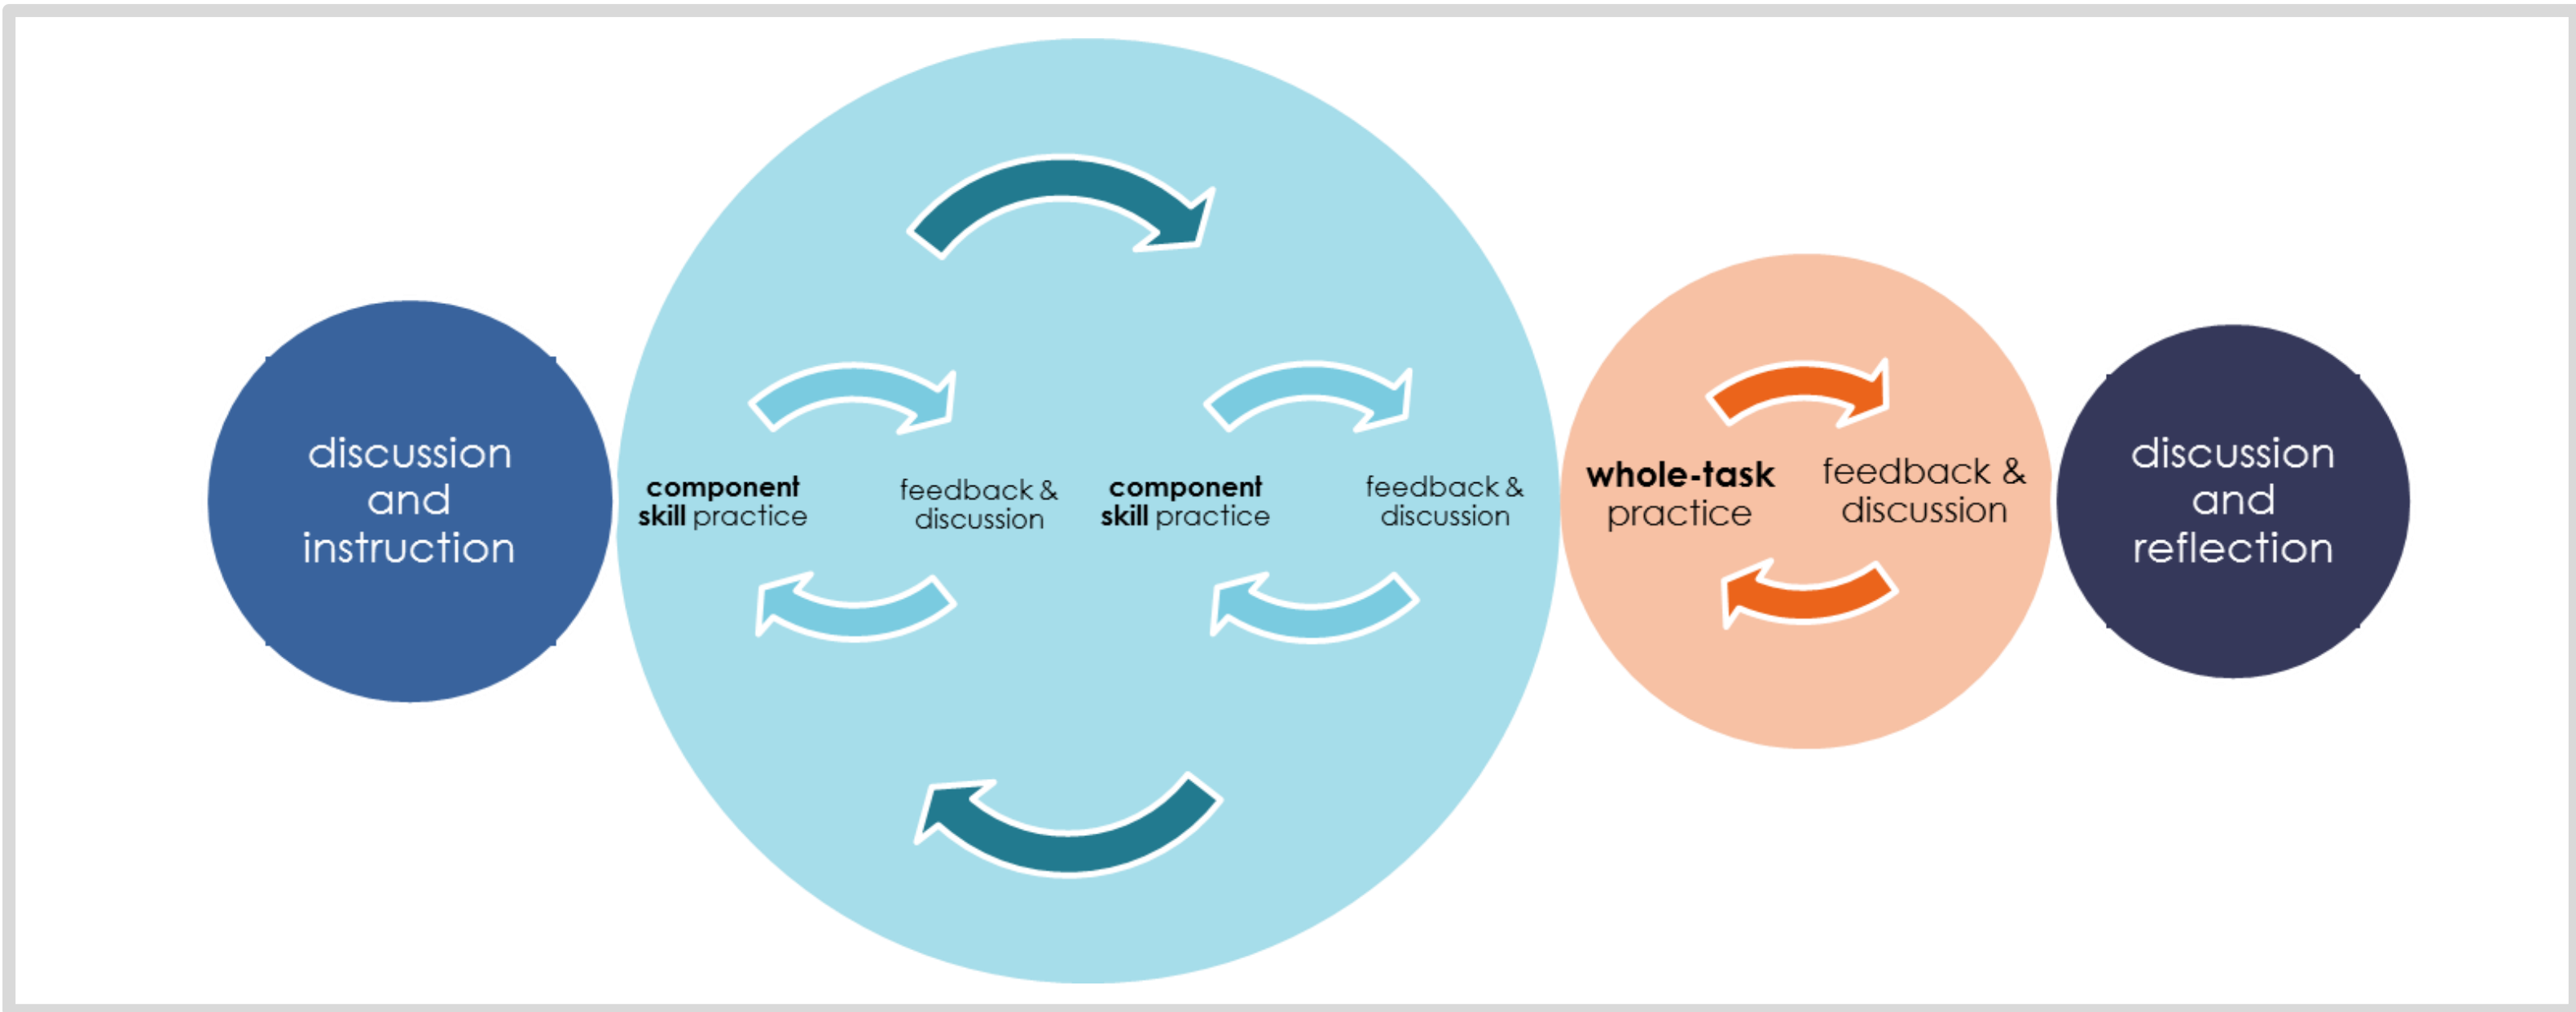 discussion
and
instruction
component
skill practice
feedback &
discussion
component
skill practice
feedback &
discussion
whole-task
practice
feedback &
discussion
discussion
and
reflection